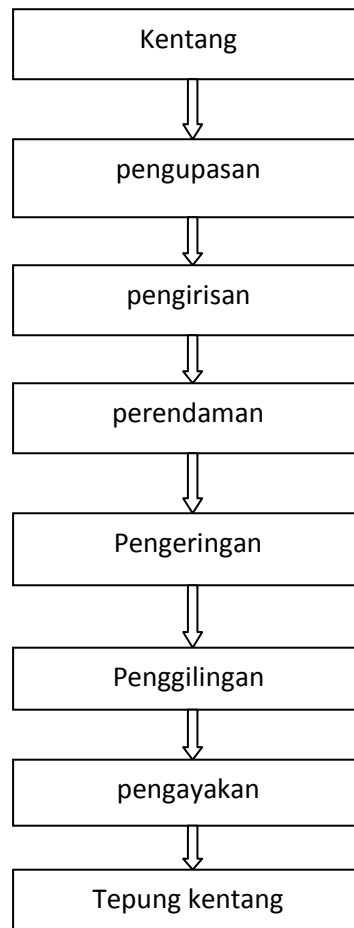 Kentang
pengupasan
pengirisan
perendaman
Pengeringan
Penggilingan
pengayakan
Tepung kentang